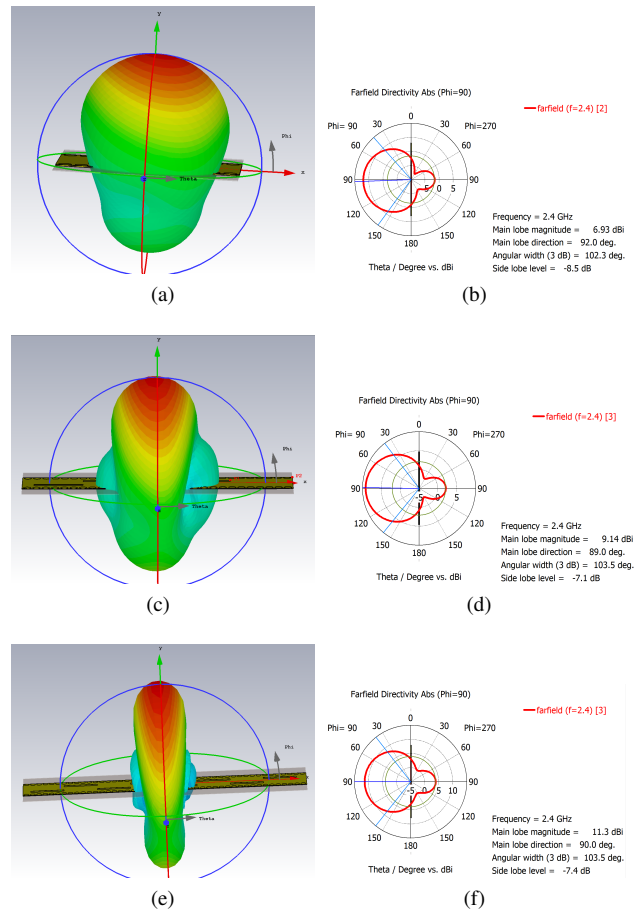 y
Phi
x
Theta
(a)
Farfield Directivity Abs (Phi=90)
farfield (f=2.4) [2]
Phi= 90 30 0 30 Phi=270
60 60
90 -5 0 5 90
120 120
150 180 150
Theta / Degree vs. dBi
Frequency = 2.4 GHz
Main lobe magnitude = 6.93 dBi
Main lobe direction = 92.0 deg.
Angular width (3 dB) = 102.3 deg.
Side lobe level = -8.5 dB
(b)
y
Phi
x
Theta
(c)
Farfield Directivity Abs (Phi=90)
farfield (f=2.4) [3]
Phi= 90 30 0 30 Phi=270
60 60
90 -5 0 5 90
120 120
150 180 150
Theta / Degree vs. dBi
Frequency = 2.4 GHz
Main lobe magnitude = 9.14 dBi
Main lobe direction = 89.0 deg.
Angular width (3 dB) = 103.5 deg.
Side lobe level = -7.1 dB
(d)
y
Phi
Theta
(e)
Farfield Directivity Abs (Phi=90)
farfield (f=2.4) [3]
Phi= 90 30 0 30 Phi=270
60 60
90 -5 0 5 10 90
120 120
150 180 150
Theta / Degree vs. dBi
Frequency = 2.4 GHz
Main lobe magnitude = 11.3 dBi
Main lobe direction = 90.0 deg.
Angular width (3 dB) = 103.5 deg.
Side lobe level = -7.4 dB
(f)